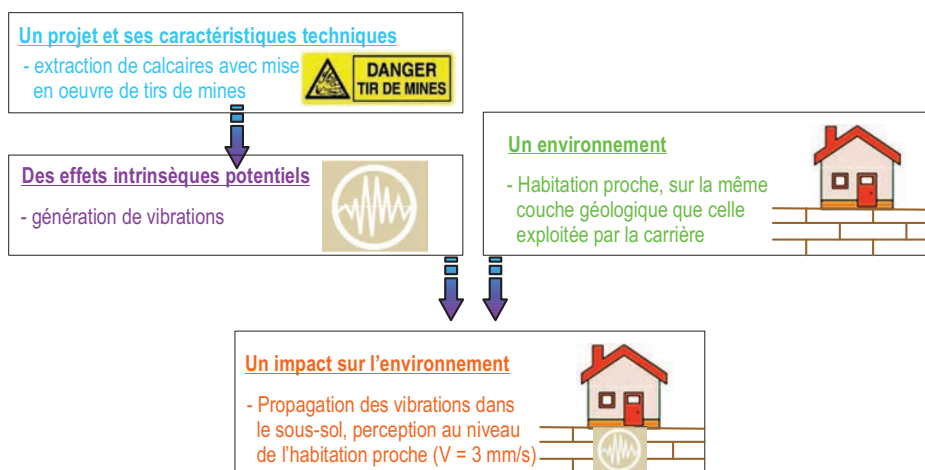 Un projet et ses caractéristiques techniques
- extraction de calcaires avec mise
en oeuvre de tirs de mines
DANGER
TIR DE MINES
Des effets intrinsèques potentiels
- génération de vibrations
Un environnement
- Habitation proche, sur la même
couche géologique que celle
exploitée par la carrière
Un impact sur l'environnement
- Propagation des vibrations dans
le sous-sol, perception au niveau
de l'habitation proche (V = 3 mm/s)